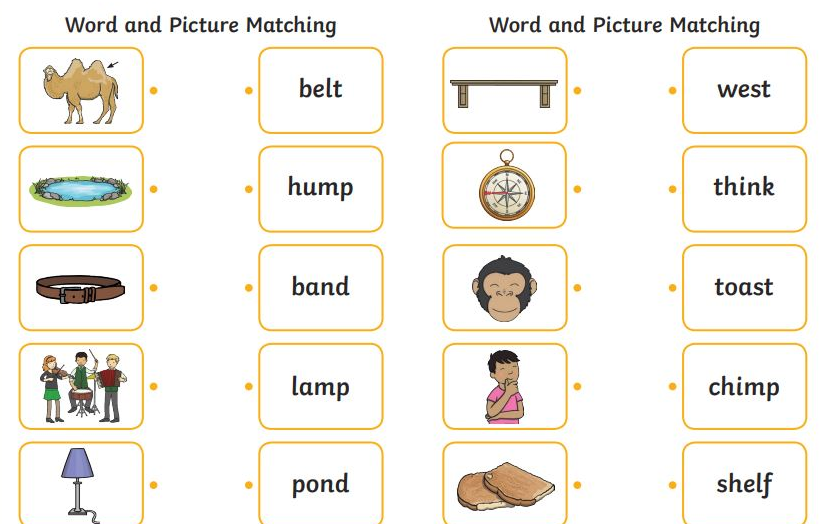 Word and Picture Matching
belt
hump
band
lamp
pond
Word and Picture Matching
west
think
toast
chimp
shelf